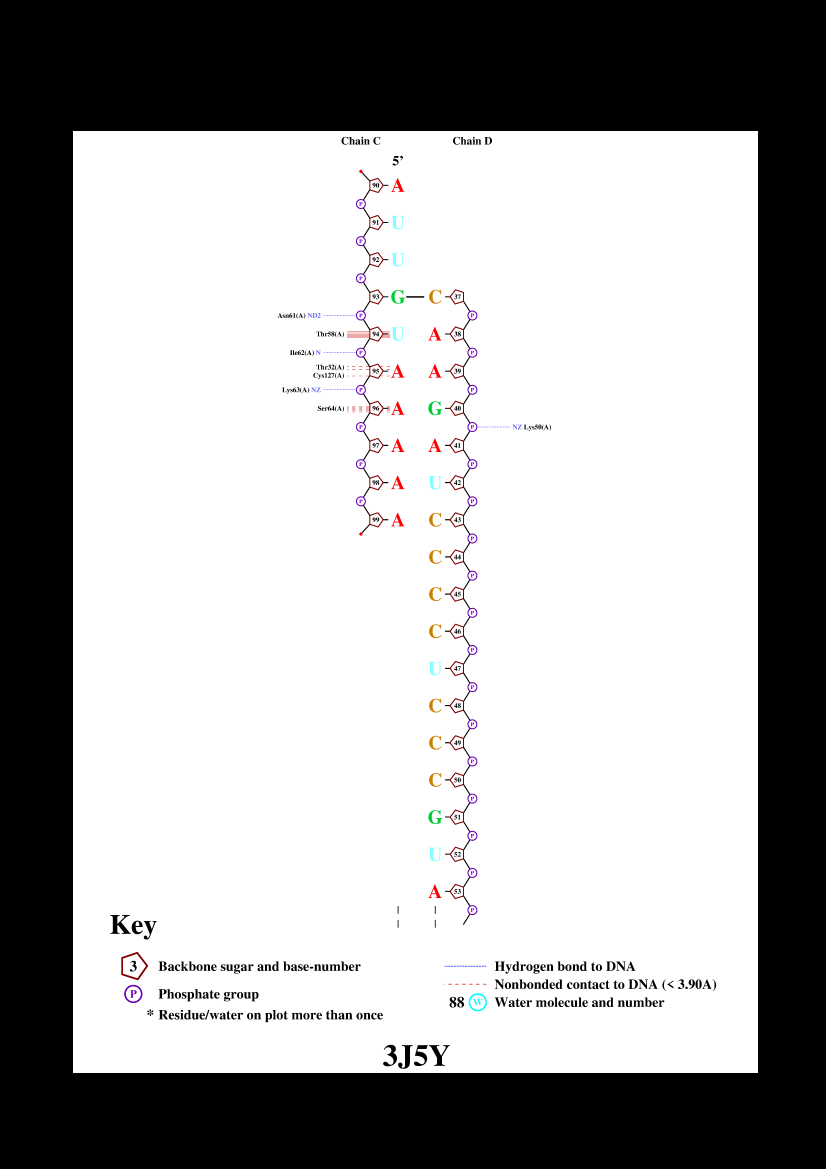 Chain C Chain D
5’
90 A
P
91 U
P
92 U
P
93 G C 37
Asn61(A) ND2 P P
Thr58(A) 94 U A 38
Ile62(A) N P P
Thr32(A)
95 A A 39
Cys127(A)
Lys63(A) NZ P P
Ser64(A) 96 A G 40
P P NZ Lys50(A)
97 A A 41
P P
98 A U 42
P P
99 A C 43
P
C 44
P
C 45
P
C 46
P
U 47
P
C 48
P
C 49
P
C 50
P
G 51
P
U 52
P
A 53
P
Key
3 Backbone sugar and base-number
P Phosphate group
* Residue/water on plot more than once
Hydrogen bond to DNA
Nonbonded contact to DNA (< 3.90A)
88 W Water molecule and number
3J5Y